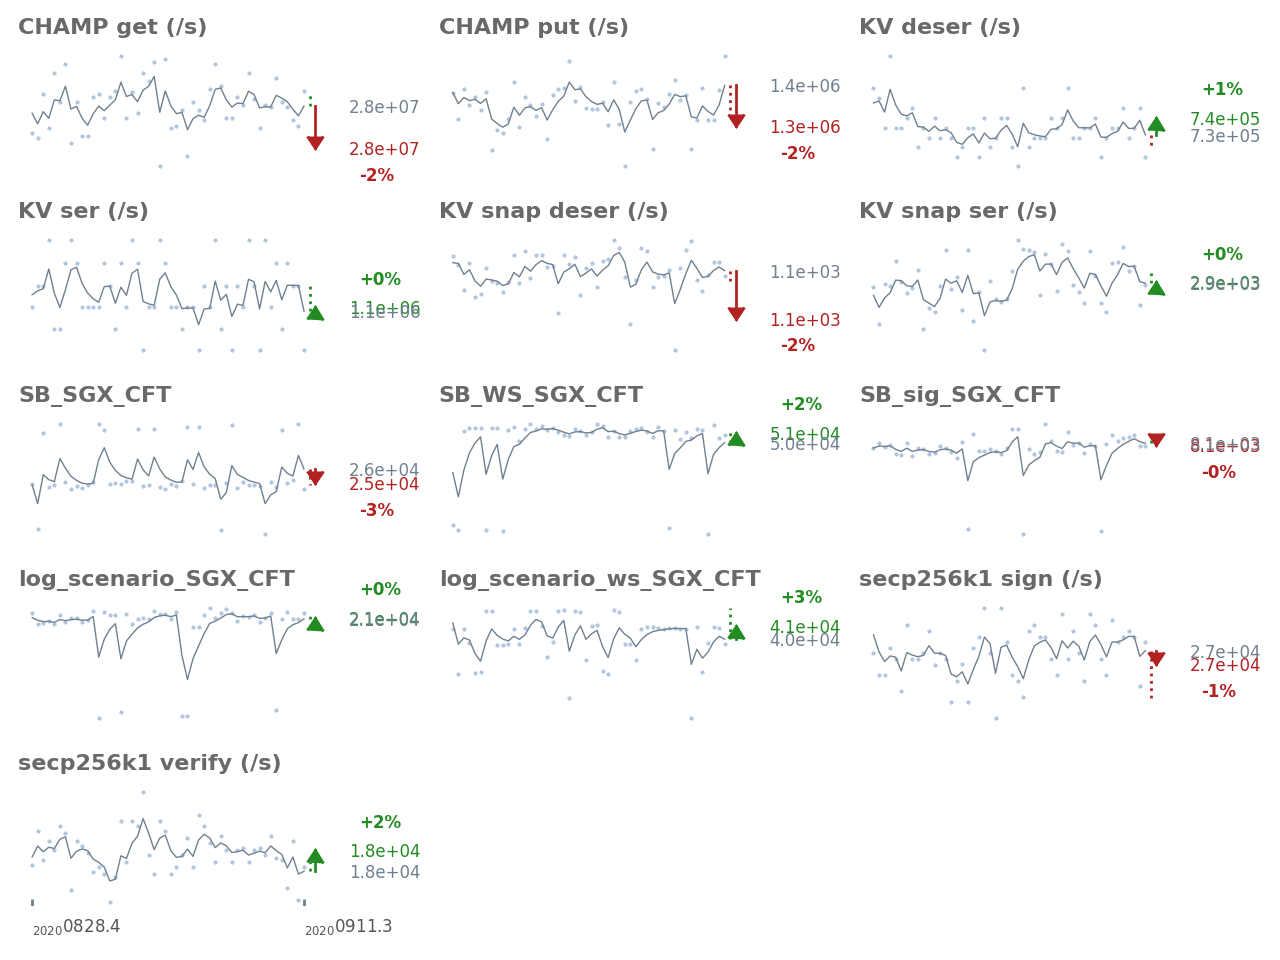 CHAMP get (/s)
2.8e+07
2.8e+07
-2%
CHAMP put (/s)
1.4e+06
1.3e+06
-2%
KV deser (/s)
+1%
7.4e+05
7.3e+05
KV ser (/s)
+0%
1.1e+06
1.1e+06
KV snap deser (/s)
1.1e+03
1.1e+03
-2%
KV snap ser (/s)
+0%
2.9e+03
SB_SGX_CFT
2.6e+04
2.5e+04
-3%
SB_WS_SGX_CFT
+2%
5.1e+04
5.0e+04
SB_sig_SGX_CFT
8.1e+03
-0%
log_scenario_SGX_CFT
+0%
2.1e+04
log_scenario_ws_SGX_CFT
+3%
4.1e+04
4.0e+04
secp256k1 sign (/s)
2.7e+04
2.7e+04
-1%
secp256k1 verify (/s)
+2%
1.8e+04
1.8e+04
20200828.4
20200911.3